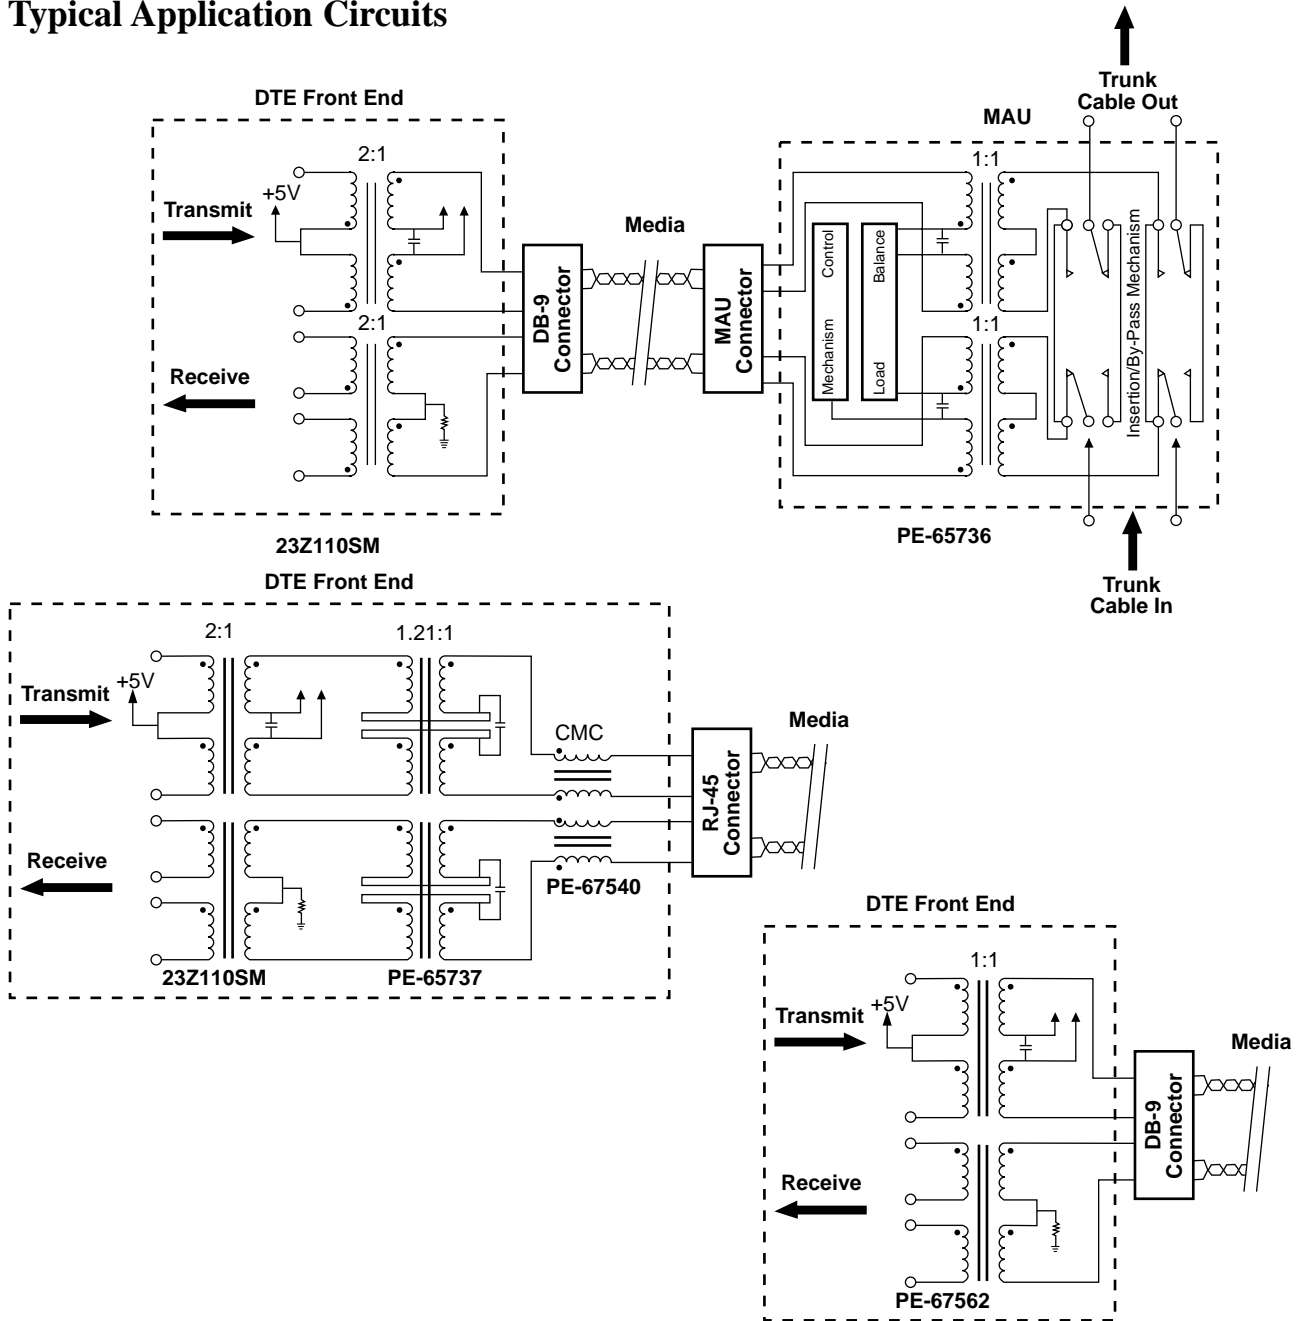 Typical Application Circuits
Trunk
Cable Out
DTE Front End
MAU
2:1
1:1
+5V
Transmit
Media
Control
Balance
Mechanism
Load
Insertion/By-Pass Mechanism
DB-9
Connector
MAU
Connector
2:1
1:1
Receive
23Z110SM
PE-65736
Trunk
Cable In
DTE Front End
2:1
1.21:1
+5V
Transmit
CMC
Media
RJ-45
Connector
Receive
PE-67540
23Z110SM
PE-65737
DTE Front End
1:1
+5V
Transmit
Media
DB-9
Connector
Receive
PE-67562